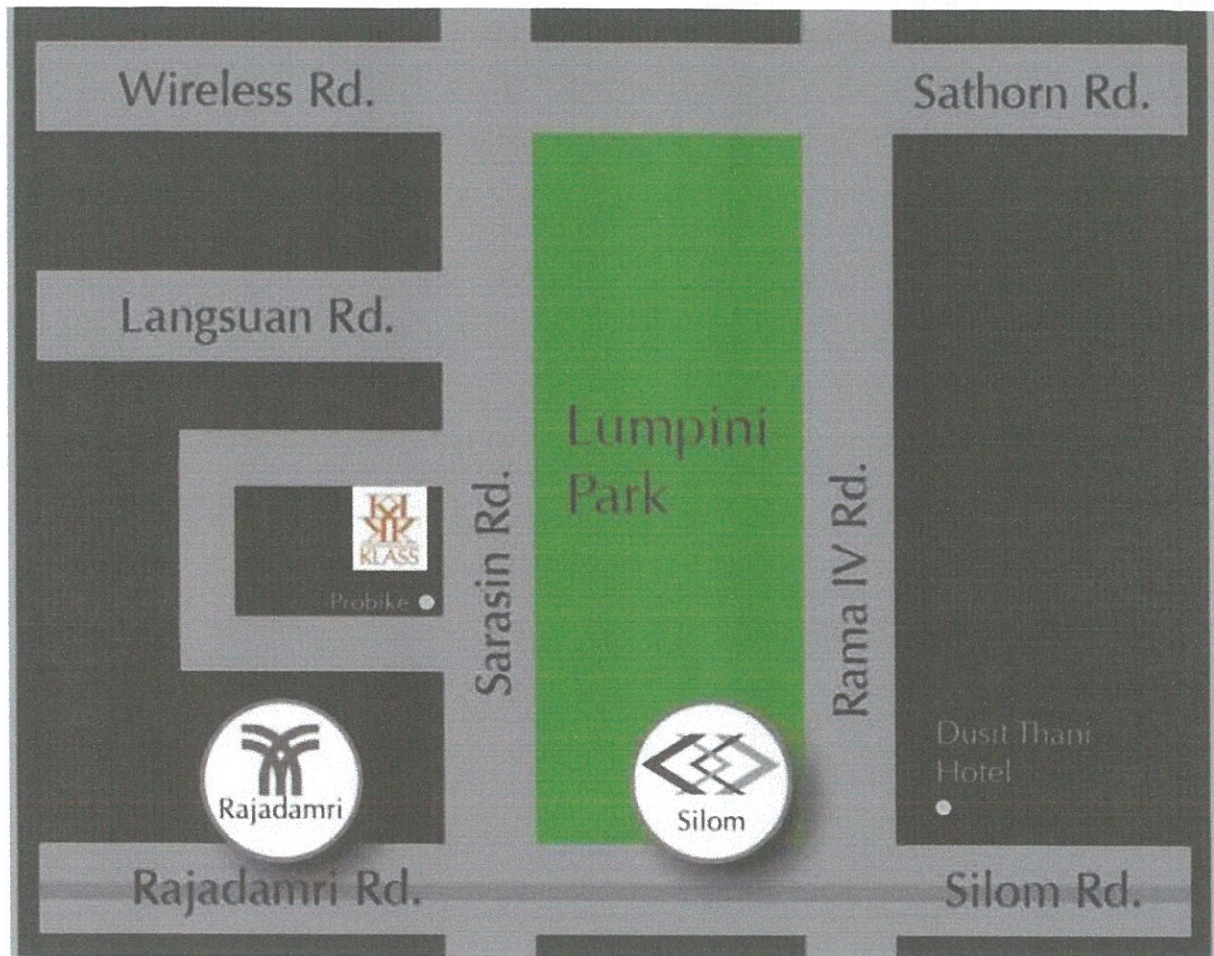 Wireless Rd.
Sathorn Rd.
Langsuan Rd.
Lumpini
Park
KLASS
Probike
Sarasin Rd.
Rama IV Rd.
Dusit Thani
Hotel
Rajadamri
Silom
Rajadamri Rd.
Silom Rd.